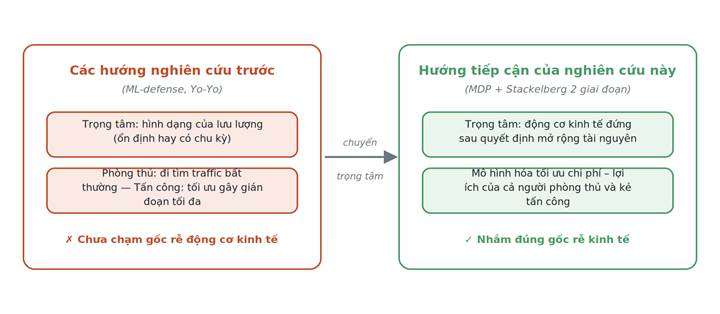 Các hướng nghiên cứu trước
(ML-defense, Yo-Yo)
Trọng tâm: hình dạng của lưu lượng
(ổn định hay có chu kỳ)
Phòng thủ: đi tìm traffic bất
thường — Tấn công: tối ưu gây gián
đoạn tối đa
✗ Chưa chạm gốc rễ động cơ kinh tế
chuyển
trọng tâm
Hướng tiếp cận của nghiên cứu này
(MDP + Stackelberg 2 giai đoạn)
Trọng tâm: động cơ kinh tế đứng
sau quyết định mở rộng tài nguyên
Mô hình hóa tối ưu chi phí – lợi
ích của cả người phòng thủ và kẻ
tấn công
✓ Nhắm đúng gốc rễ kinh tế